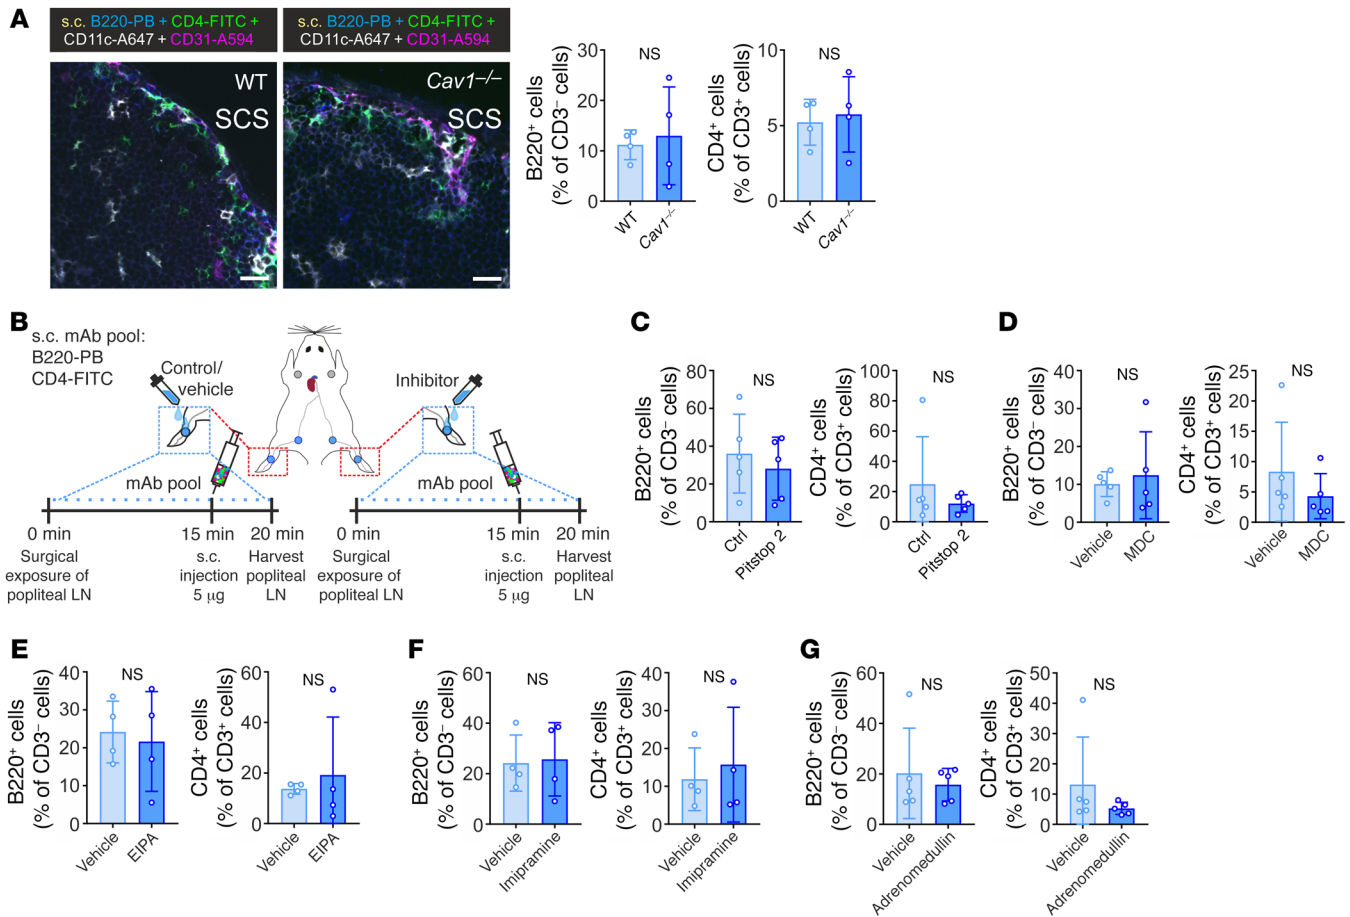 A
s.c. B220-PB + CD4-FITC +
CD11c-A647 + CD31-A594
s.c. B220-PB + CD4-FITC +
CD11c-A647 + CD31-A594
WT
SCS
Cav1–/–
SCS
B220+ cells
(% of CD3– cells)
30
20
10
0
NS
WT
Cav1–/–
CD4+ cells
(% of CD3+ cells)
10
5
0
NS
WT
Cav1–/–
B
s.c. mAb pool:
B220-PB
CD4-FITC
Control/
vehicle
Inhibitor
mAb pool
mAb pool
0 min
15 min
20 min
0 min
15 min
20 min
Surgical
exposure of
popliteal LN
s.c.
injection
5 μg
Harvest
popliteal
LN
Surgical
exposure of
popliteal LN
s.c.
injection
5 μg
Harvest
popliteal
LN
C
B220+ cells
(% of CD3– cells)
80
60
40
20
0
NS
Ctrl
Pitstop 2
CD4+ cells
(% of CD3+ cells)
100
80
60
40
20
0
NS
Ctrl
Pitstop 2
D
B220+ cells
(% of CD3– cells)
40
30
20
10
0
NS
Vehicle
MDC
CD4+ cells
(% of CD3+ cells)
25
20
15
10
5
0
NS
Vehicle
MDC
E
B220+ cells
(% of CD3– cells)
40
30
20
10
0
NS
Vehicle
EIPA
CD4+ cells
(% of CD3+ cells)
60
40
20
0
NS
Vehicle
EIPA
F
B220+ cells
(% of CD3– cells)
60
40
20
0
NS
Vehicle
Imipramine
CD4+ cells
(% of CD3+ cells)
40
30
20
10
0
NS
Vehicle
Imipramine
G
B220+ cells
(% of CD3– cells)
60
40
20
0
NS
Vehicle
Adrenomedullin
CD4+ cells
(% of CD3+ cells)
50
40
30
20
10
0
NS
Vehicle
Adrenomedullin